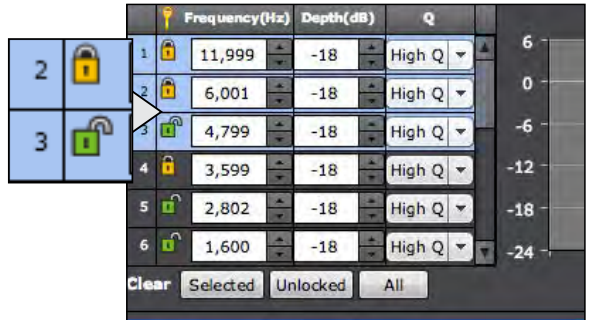 Frequency(Hz) Depth(dB) Q
1 11,999 -18 High Q
2 6,001 -18 High Q
3 4,799 -18 High Q
4 3,599 -18 High Q
5 2,802 -18 High Q
6 1,600 -18 High Q
Clear Selected Unlocked All
2
3
6
0
-6
-12
-18
-24